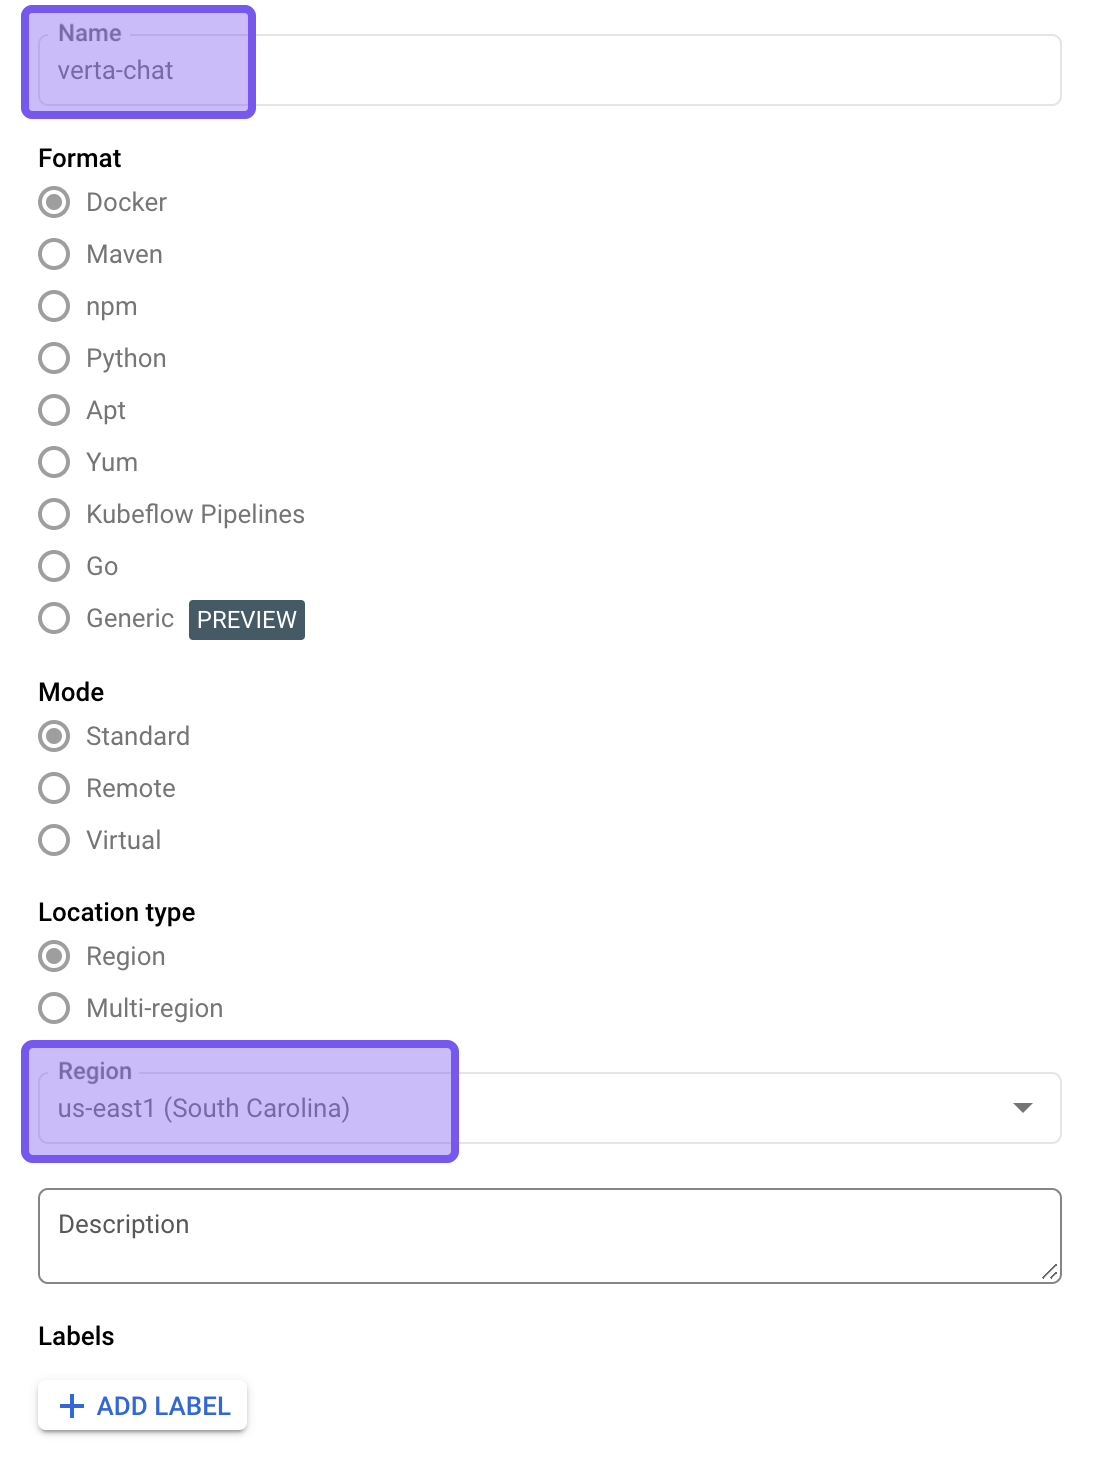 Name
verta-chat
Format
Docker
Maven
npm
Python
Apt
Yum
Kubeflow Pipelines
Go
Generic PREVIEW
Mode
Standard
Remote
Virtual
Location type
Region
Multi-region
Region
us-east1 (South Carolina)
Description
Labels
ADD LABEL